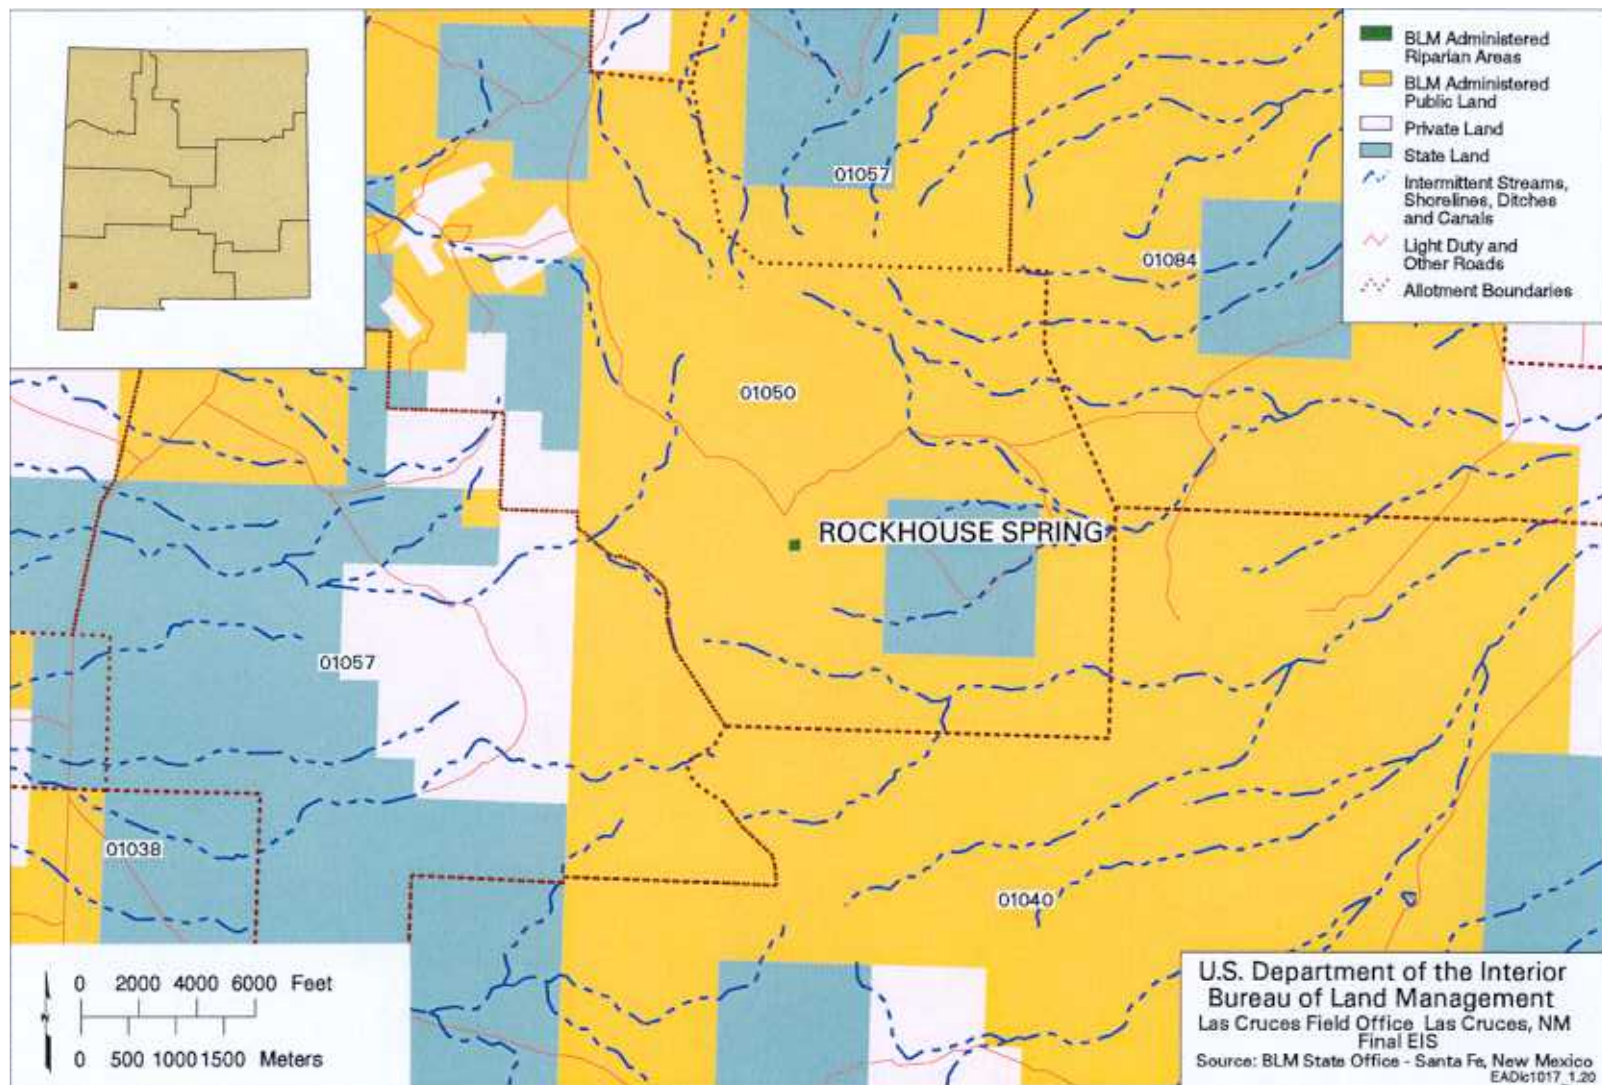 BLM Administered
Riparian Areas
BLM Administered
Public Land
Private Land
State Land
Intermittent Streams,
Shorelines, Ditches
and Canals
Light Duty and
Other Roads
Allotment Boundaries
01057
01084
01050
ROCKHOUSE SPRING
01057
01038
01040
0 2000 4000 6000 Feet
N
0 500 1000 1500 Meters
U.S. Department of the Interior
Bureau of Land Management
Las Cruces Field Office Las Cruces, NM
Final EIS
Source: BLM State Office - Santa Fe, New Mexico
EADlc1017 1.20